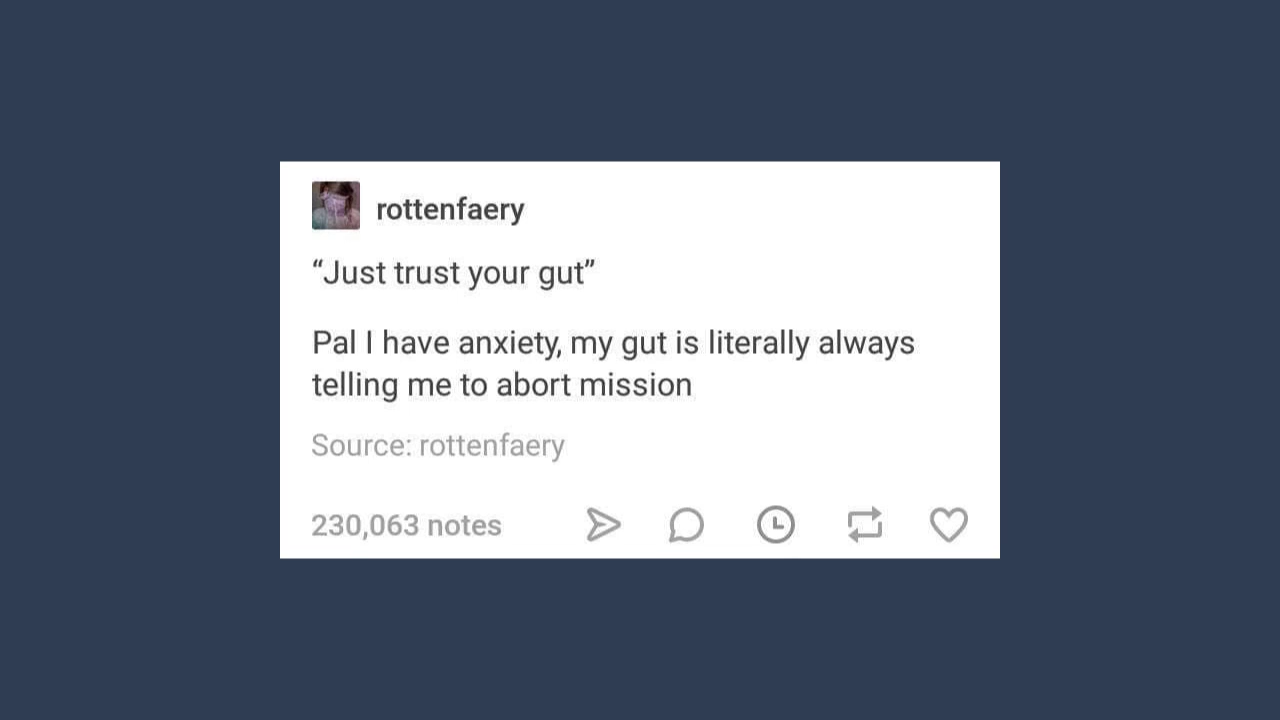 rottenfaery
“Just trust your gut”
Pal I have anxiety, my gut is literally always
telling me to abort mission
Source: rottenfaery
230,063 notes